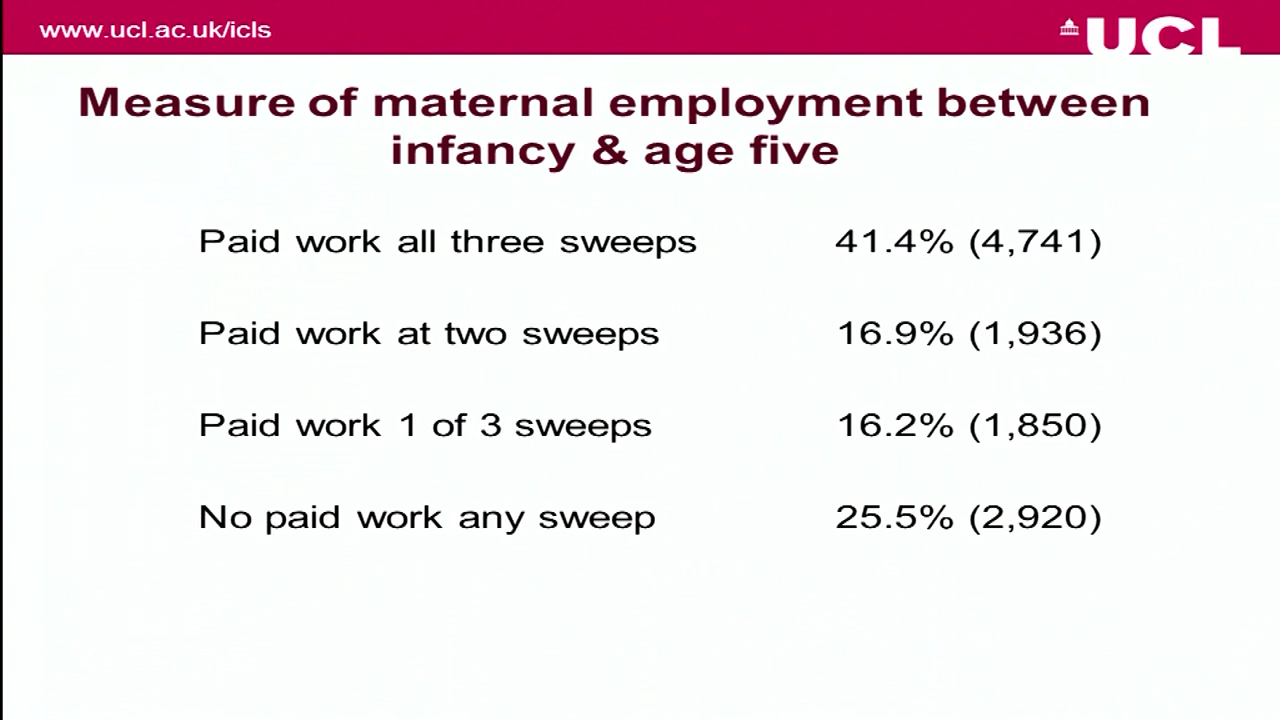 www.ucl.ac.uk/icls
UCL
Measure of maternal employment between
infancy & age five
Paid work all three sweeps 41.4% (4,741)
Paid work at two sweeps 16.9% (1,936)
Paid work 1 of 3 sweeps 16.2% (1,850)
No paid work any sweep 25.5% (2,920)